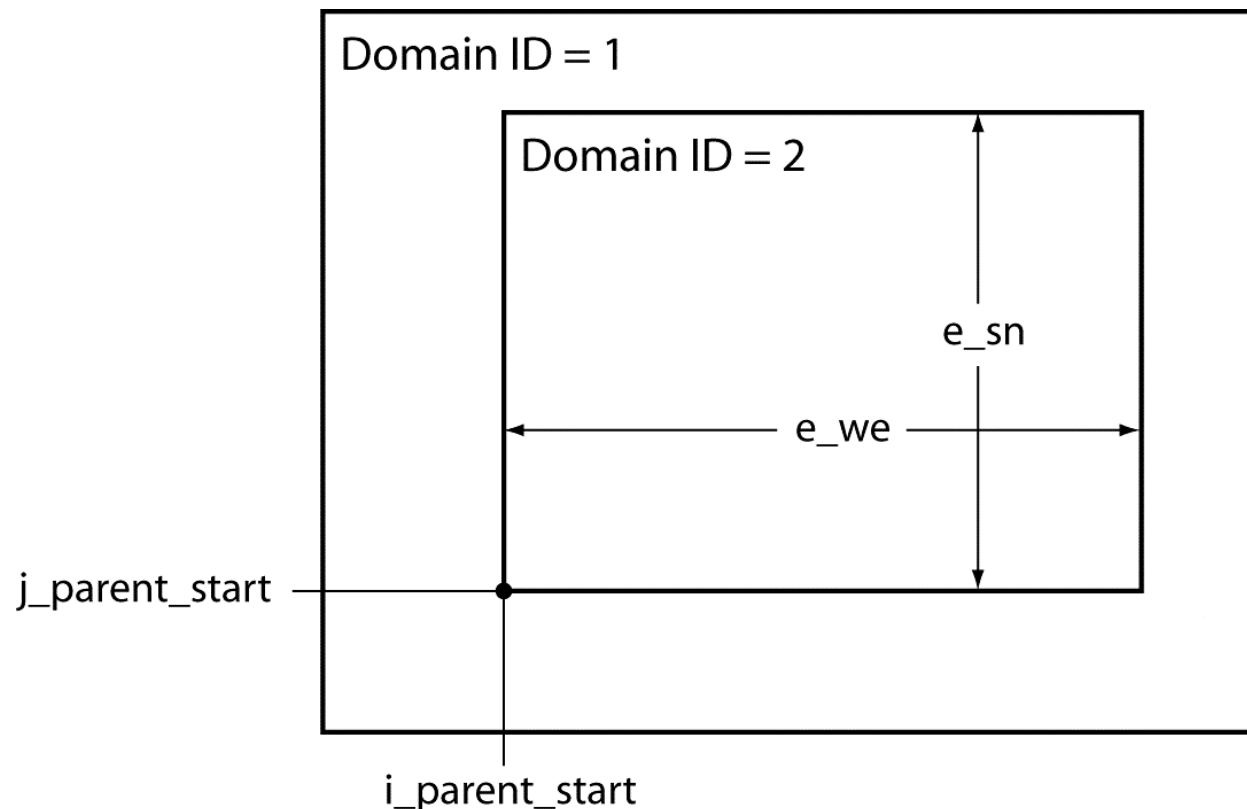 Domain ID = 1
Domain ID = 2
e_sn
e_we
j_parent_start
i_parent_start